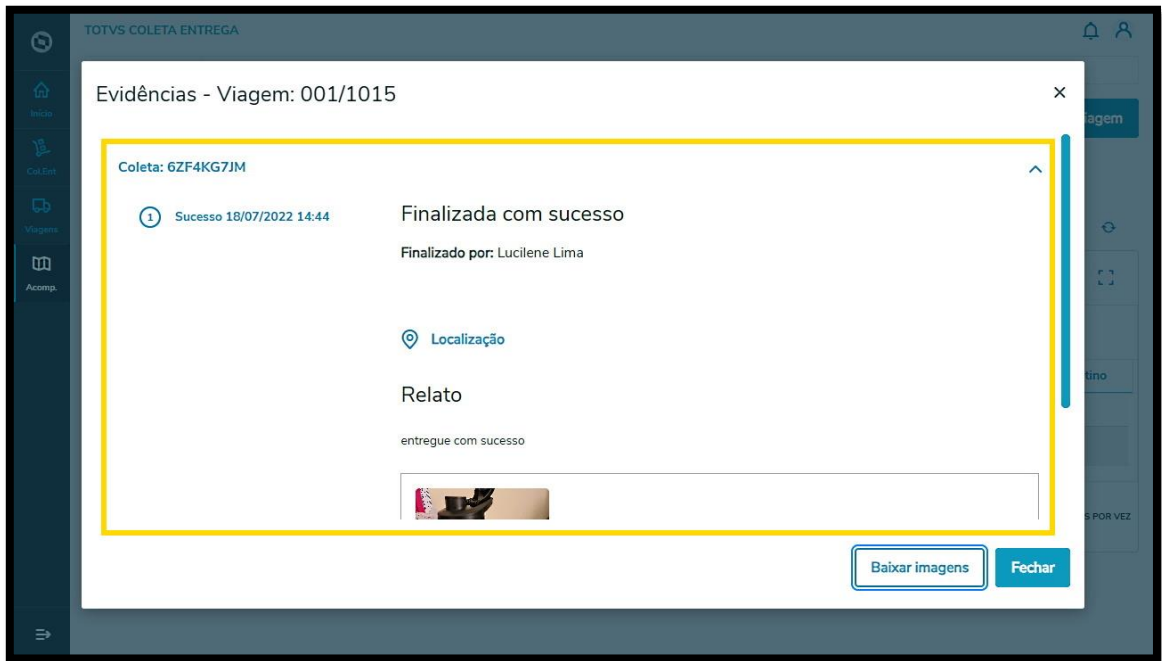 TOTVS COLETA ENTREGA
Início
Col.Ent
Viagens
Acomp.
Evidências - Viagem: 001/1015
iagem
Coleta: 6ZF4KG7JM
1 Sucesso 18/07/2022 14:44
Finalizada com sucesso
Finalizado por: Lucilene Lima
Localização
tino
Relato
entregue com sucesso
S POR VEZ
Baixar imagens
Fechar